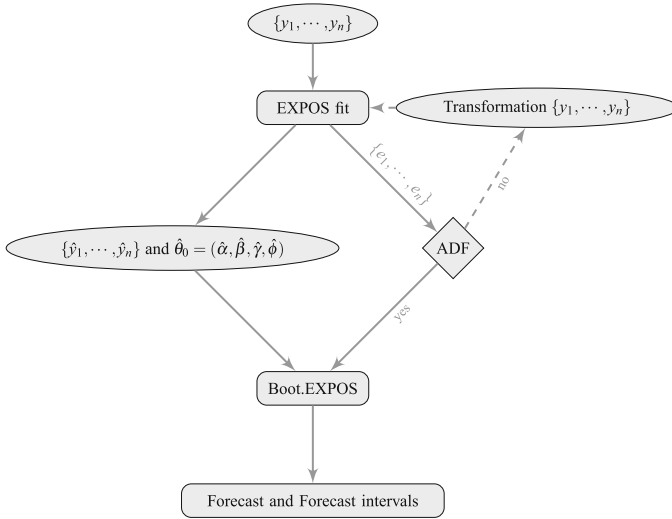 {y₁, ⋯, yₙ}
EXPOS fit
Transformation {y₁, ⋯, yₙ}
{e₁, ⋯, eₙ}
no
{ŷ₁, ⋯, ŷₙ} and θ̂₀ = (α̂, β̂, γ̂, ϕ̂)
ADF
yes
Boot.EXPOS
Forecast and Forecast intervals